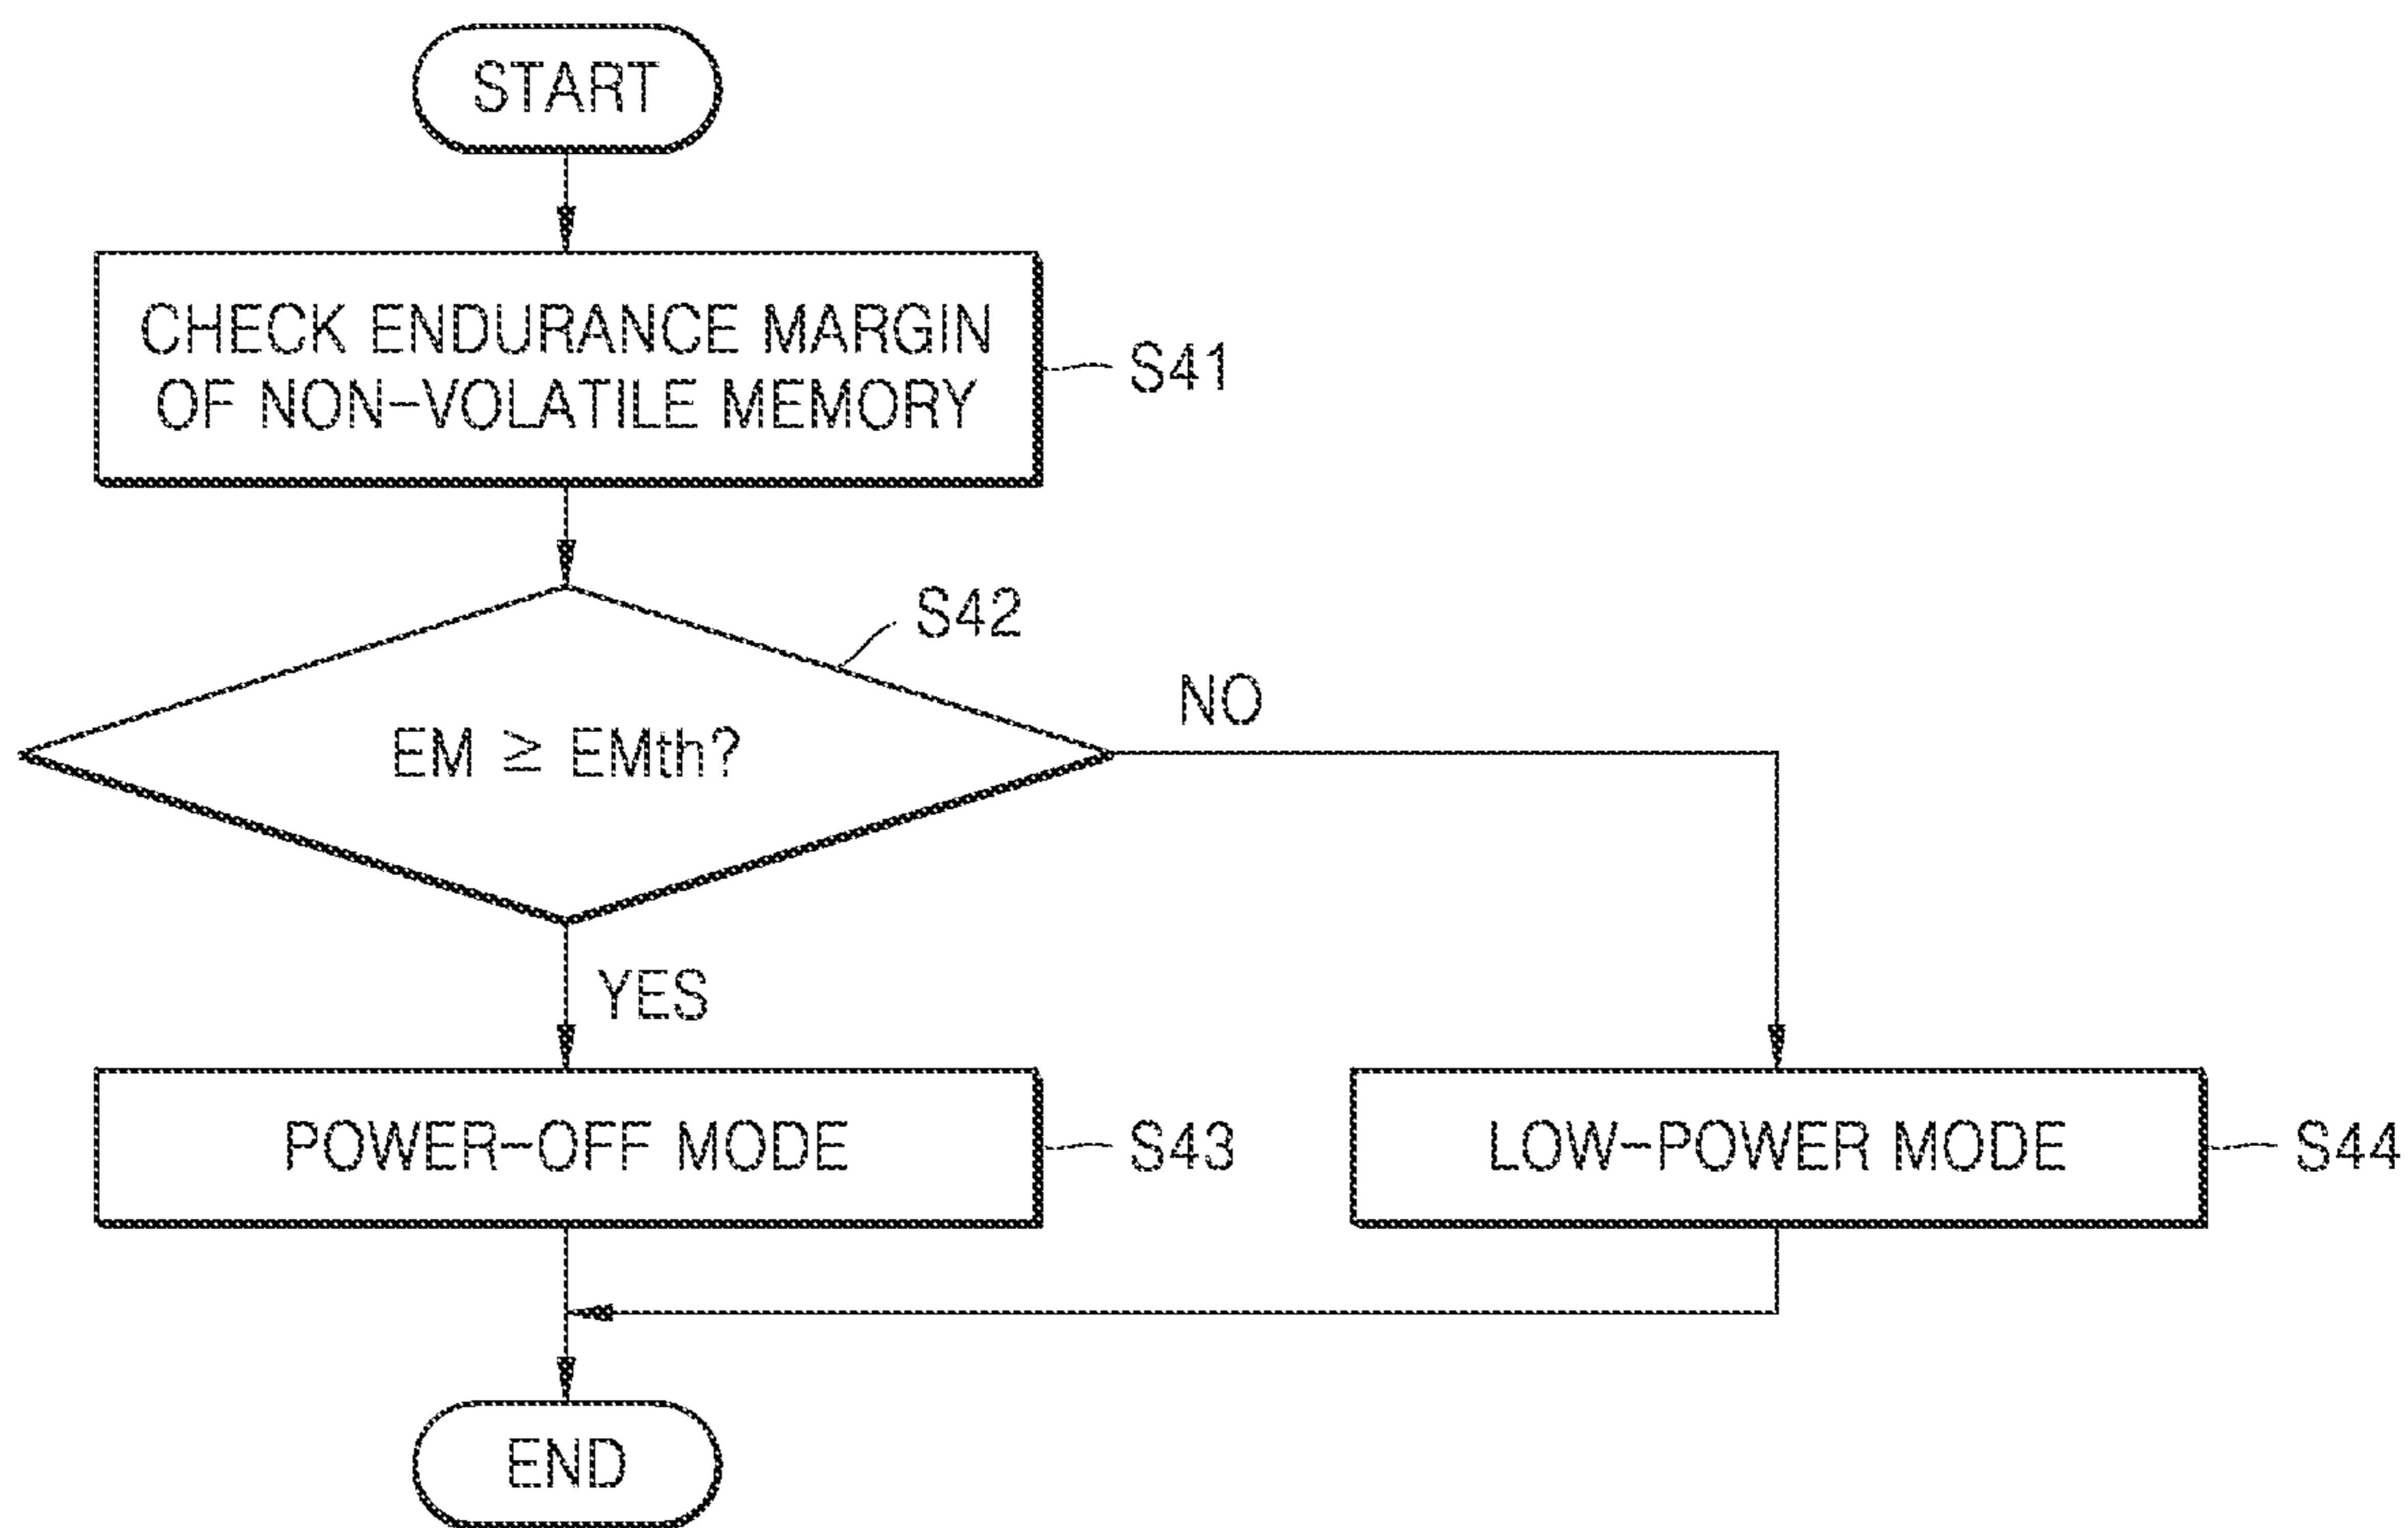 START
CHECK ENDURANCE MARGIN
OF NON-VOLATILE MEMORY
S41
S42
EM ≥ EMth?
NO
YES
POWER-OFF MODE
S43
LOW-POWER MODE
S44
END